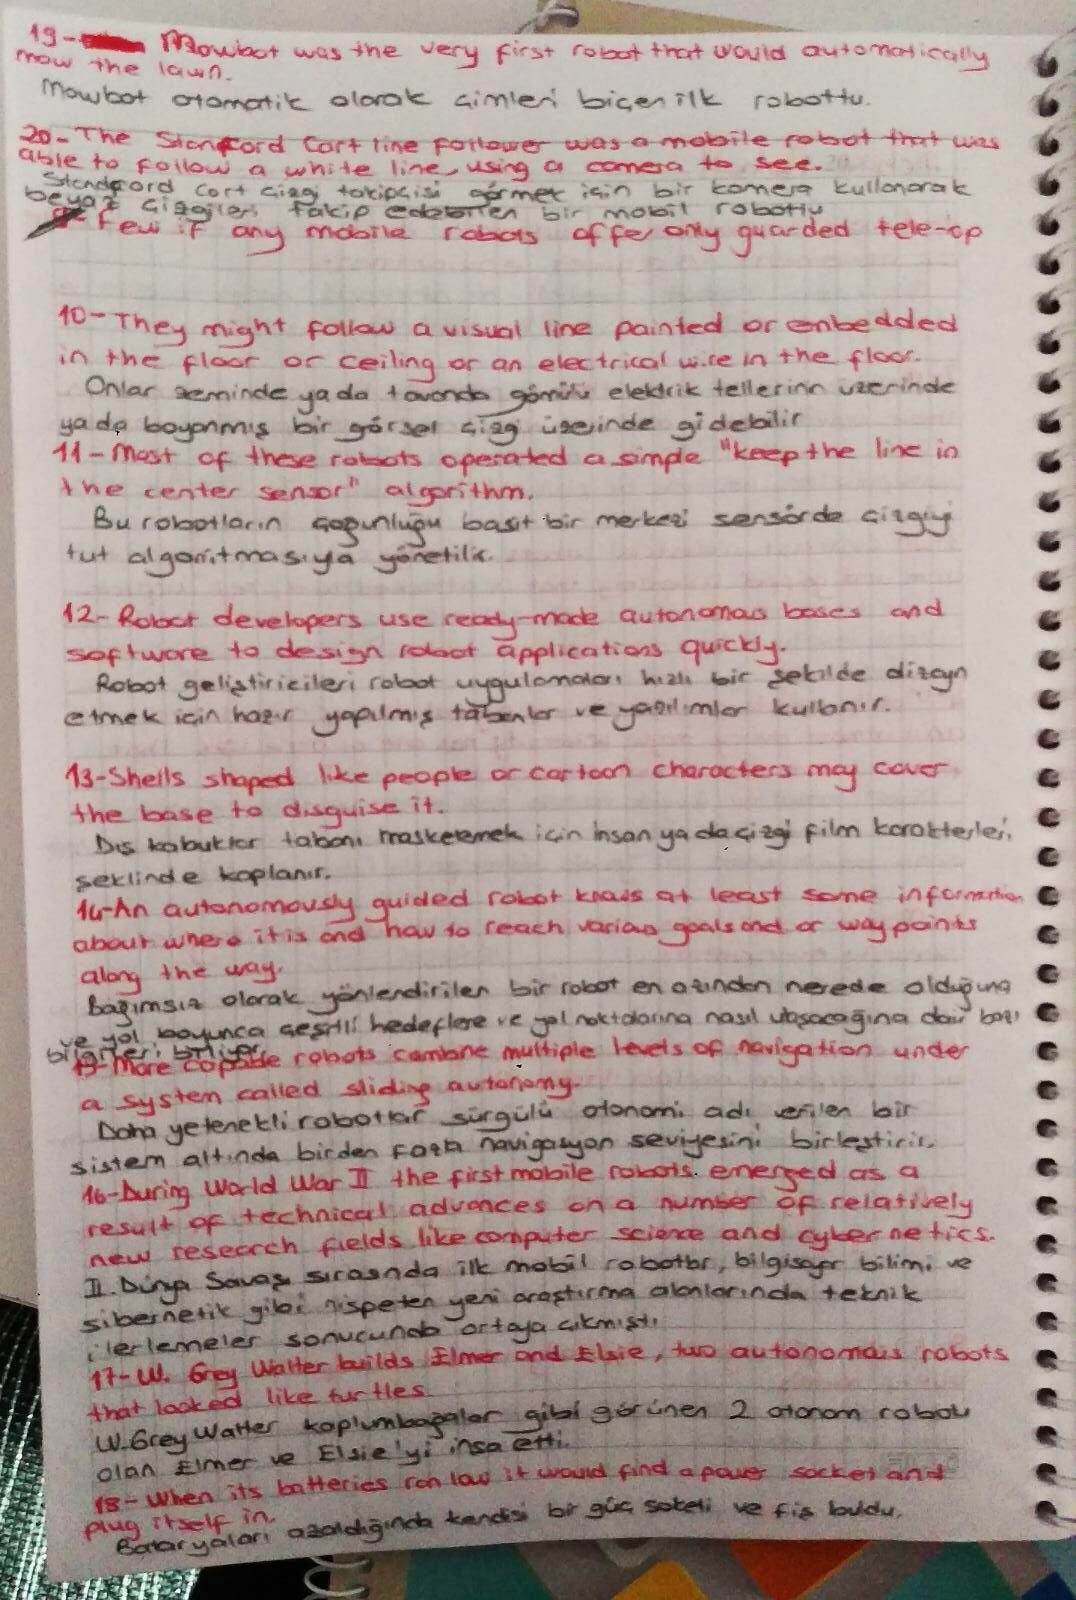 19- Mowbot was the very first robot that would automatically
mow the lawn.
Mowbot otomatik olarak çimleri biçen ilk robottu.
20- The Standford Cart line follower was a mobile robot that was
able to follow a white line, using a camera to see.
Standford cart çizgi takipçisi görmek için bir kamera kullanarak
beyaz çizgileri takip edebilen bir mobil robottu
9- Few if any mobile robots offer only guarded tele-op
10- They might follow a visual line painted or enbedded
in the floor or ceiling or an electrical wire in the floor.
Onlar zeminde yada tavanda gömülü elektrik tellerinin üzerinde
yada boyanmış bir görsel çizgi üzerinde gidebilir
11- Most of these robots operated a simple "keep the line in
the center sensor" algorithm.
Bu robotların çoğunluğu basit bir merkezi sensörde çizgiyi
tut algoritmasıyla yönetilir.
12- Robot developers use ready-made autonomous bases and
software to design robot applications quickly.
Robot geliştiricileri robot uygulamaları hızlı bir şekilde dizayn
etmek için hazır yapılmış tabanlar ve yazılımlar kullanır.
13- Shells shaped like people or cartoon characters may cover
the base to disguise it.
Dış kabuklar tabanı maskelemek için insan yada çizgi film karakterleri
şeklinde kaplanır.
14- An autonomously guided robot knows at least some information
about where it is and how to reach various goals and or waypoints
along the way.
Bağımsız olarak yönlendirilen bir robot en azından nerede olduğuna
ve yol boyunca çeşitli hedeflere ve yol noktalarına nasıl ulaşacağına dair bazı
bilgileri biliyor
15- More capable robots combine multiple levels of navigation under
a system called sliding autonomy.
Daha yetenekli robotlar sürgülü otonomi adı verilen bir
sistem altında birden fazla navigasyon seviyesini birleştirir.
16- During World War II the first mobile robots emerged as a
result of technical advances on a number of relatively
new research fields like computer science and cybernetics.
II. Dünya Savaşı sırasında ilk mobil robotlar, bilgisayar bilimi ve
sibernetik gibi nispeten yeni araştırma alanlarında teknik
ilerlemeler sonucunda ortaya çıkmıştı
17- W. Grey Walter builds Elmer and Elsie, two autonomous robots
that looked like turtles
W. Grey Walter kaplumbağalar gibi görünen 2 otonom robot
olan Elmer ve Elsie'yi inşa etti.
18- When its batteries ran low it would find a power socket and
plug itself in.
Bataryaları azaldığında kendisi bir güç soketi ve fiş buldu.